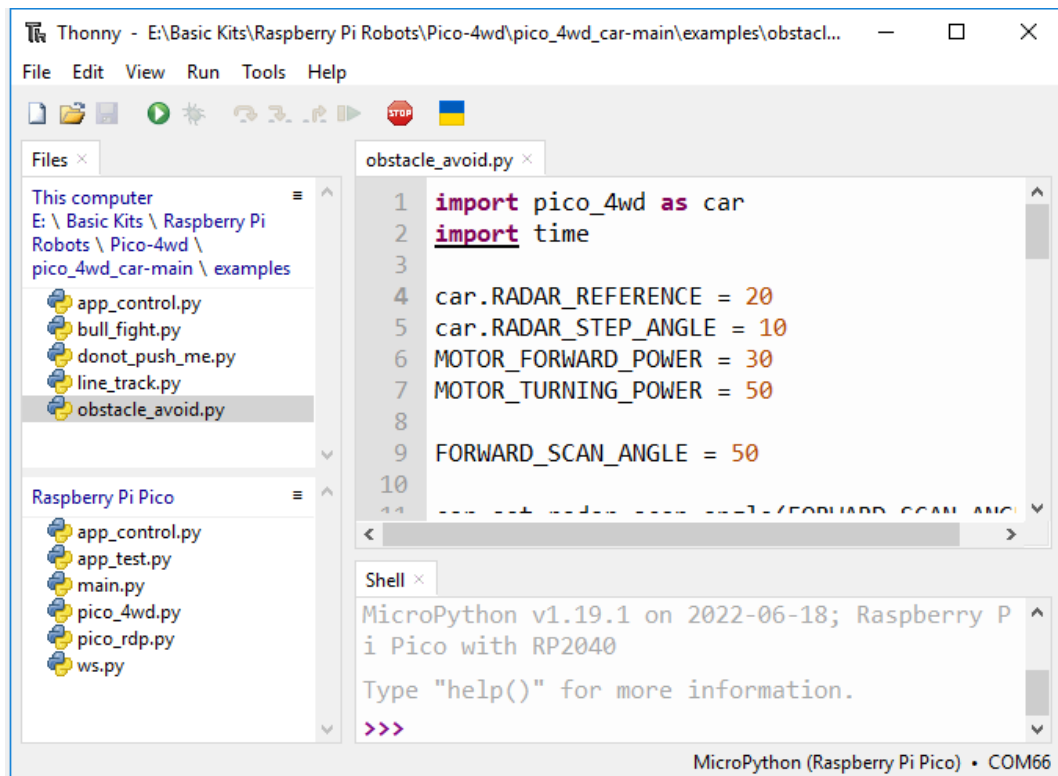 Thonny - E:\Basic Kits\Raspberry Pi Robots\Pico-4wd\pico_4wd_car-main\examples\obstacl...
File Edit View Run Tools Help
STOP
Files
This computer
E: \ Basic Kits \ Raspberry Pi
Robots \ Pico-4wd \
pico_4wd_car-main \ examples
app_control.py
bull_fight.py
donot_push_me.py
line_track.py
obstacle_avoid.py
Raspberry Pi Pico
app_control.py
app_test.py
main.py
pico_4wd.py
pico_rdp.py
ws.py
obstacle_avoid.py
1 import pico_4wd as car
2 import time
3
4 car.RADAR_REFERENCE = 20
5 car.RADAR_STEP_ANGLE = 10
6 MOTOR_FORWARD_POWER = 30
7 MOTOR_TURNING_POWER = 50
8
9 FORWARD_SCAN_ANGLE = 50
10
11 car.set_radar_scan_angle(FORWARD_SCAN_ANG
Shell
MicroPython v1.19.1 on 2022-06-18; Raspberry P
i Pico with RP2040
Type "help()" for more information.
>>>
MicroPython (Raspberry Pi Pico) • COM66